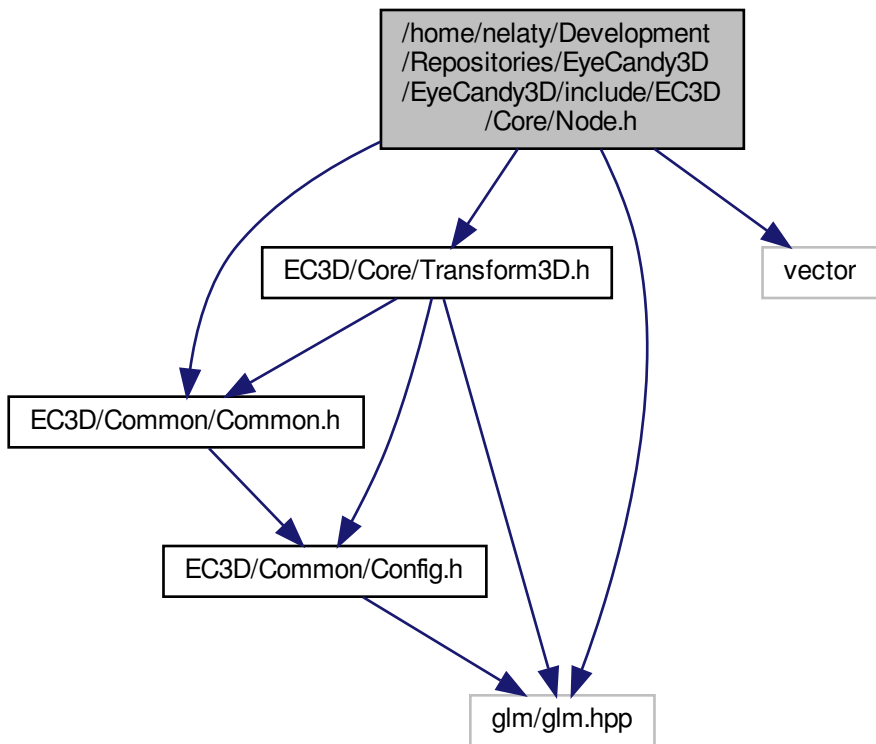 /home/nelaty/Development
/Repositories/EyeCandy3D
/EyeCandy3D/include/EC3D
/Core/Node.h
EC3D/Core/Transform3D.h
vector
EC3D/Common/Common.h
EC3D/Common/Config.h
glm/glm.hpp